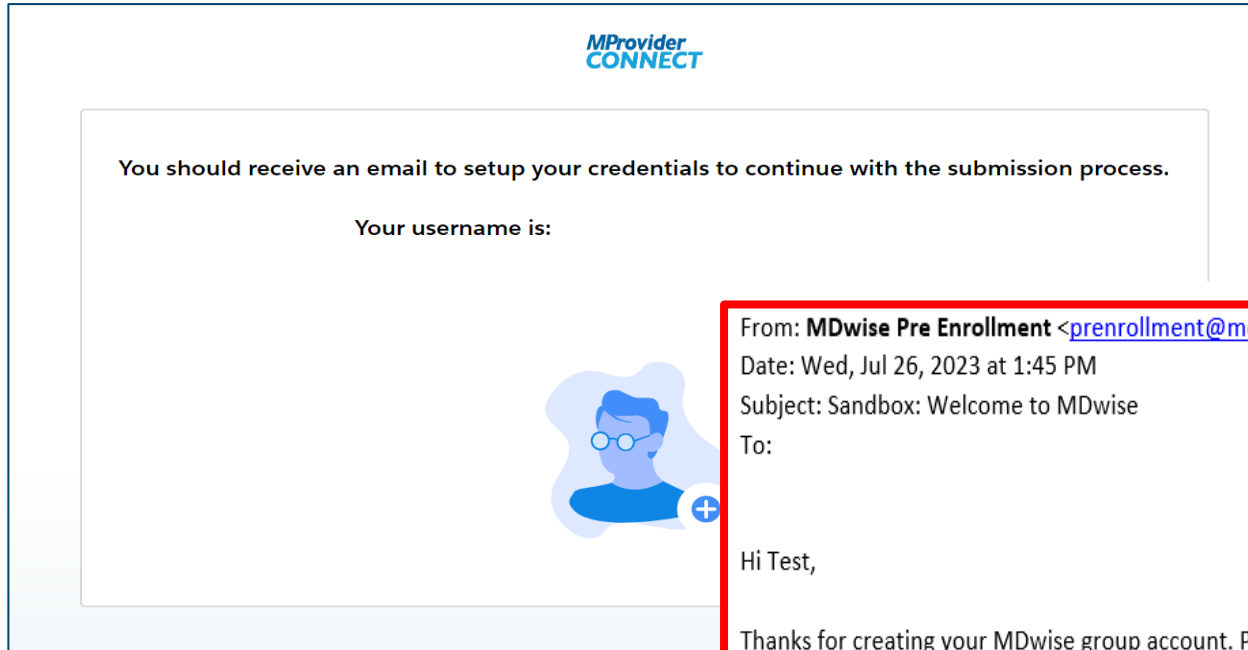 MProvider
CONNECT
You should receive an email to setup your credentials to continue with the submission process.
Your username is:
From: MDwise Pre Enrollment <prenrollment@m
Date: Wed, Jul 26, 2023 at 1:45 PM
Subject: Sandbox: Welcome to MDwise
To:
Hi Test,
Thanks for creating your MDwise group account. P